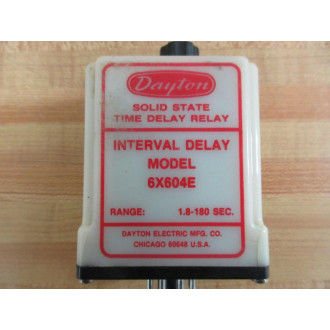 Dayton
SOLID STATE
TIME DELAY RELAY
INTERVAL DELAY
MODEL
6X604E
RANGE: 1.8-180 SEC.
DAYTON ELECTRIC MFG. CO.
CHICAGO 60648 U.S.A.